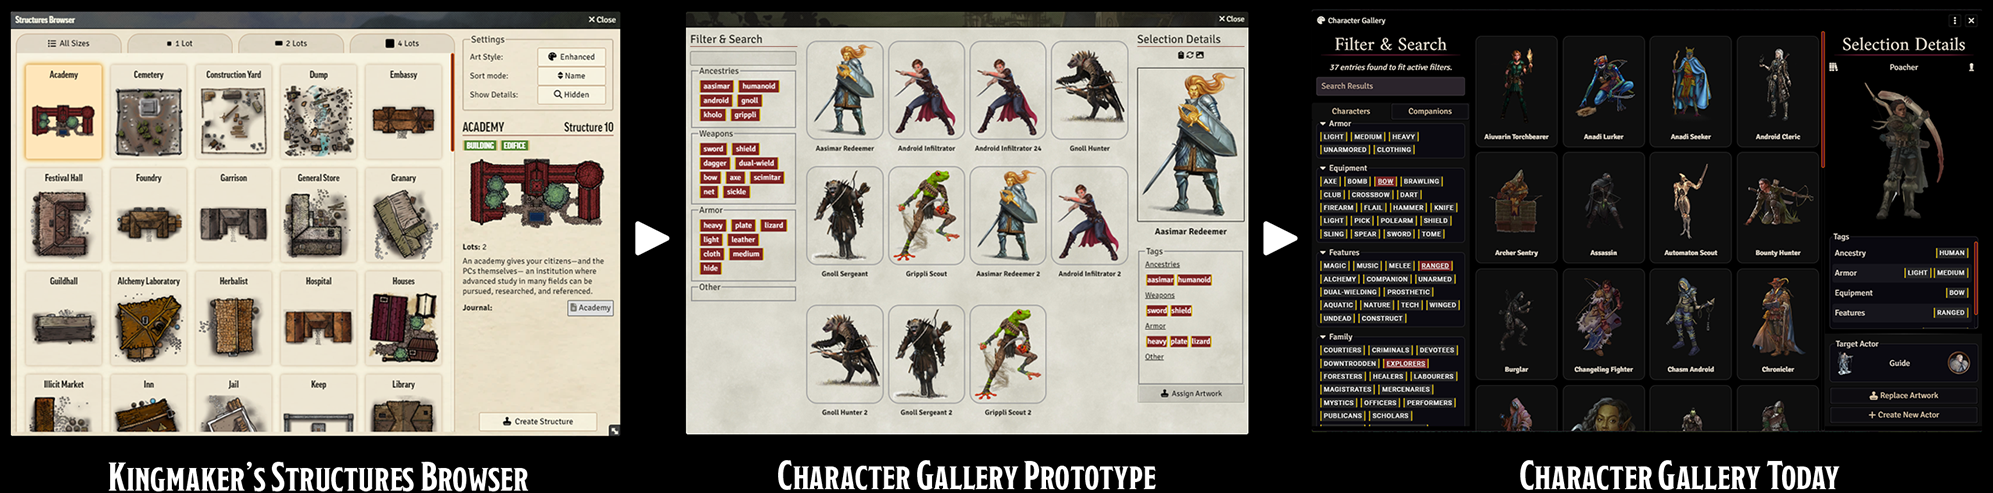 Structures Browser
Close
All Sizes
1 Lot
2 Lots
4 Lots
Academy
Cemetery
Construction Yard
Dump
Embassy
Festival Hall
Foundry
Garrison
General Store
Granary
Guildhall
Alchemy Laboratory
Herbalist
Hospital
Houses
Illicit Market
Inn
Jail
Keep
Library
Settings
Art Style:
Enhanced
Sort mode:
Name
Show Details:
Hidden
ACADEMY
Structure 10
BUILDING EDIFICE
Lots: 2
An academy gives your citizens—and the
PCs themselves— an institution where
advanced study in many fields can be
pursued, researched, and referenced.
Journal:
Academy
Create Structure
KINGMAKER'S STRUCTURES BROWSER
Close
Filter & Search
Ancestries
aasimar humanoid
android gnoll
kholo grippli
Weapons
sword shield
dagger dual-wield
bow axe scimitar
net sickle
Armor
heavy plate lizard
light leather
cloth medium
hide
Other
Aasimar Redeemer
Android Infiltrator
Android Infiltrator 24
Gnoll Hunter
Gnoll Sergeant
Grippli Scout
Aasimar Redeemer 2
Android Infiltrator 2
Gnoll Hunter 2
Gnoll Sergeant 2
Grippli Scout 2
Selection Details
Aasimar Redeemer
Tags
Ancestries
aasimar humanoid
Weapons
sword shield
Armor
heavy plate lizard
Other
Assign Artwork
CHARACTER GALLERY PROTOTYPE
Character Gallery
Filter & Search
37 entries found to fit active filters.
Search Results
Characters
Companions
Armor
LIGHT MEDIUM HEAVY
UNARMORED CLOTHING
Equipment
AXE BOMB BOW BRAWLING
CLUB CROSSBOW DART
FIREARM FLAIL HAMMER KNIFE
LIGHT PICK POLEARM SHIELD
SLING SPEAR SWORD TOME
Features
MAGIC MUSIC MELEE RANGED
ALCHEMY COMPANION UNARMED
DUAL-WIELDING PROSTHETIC
AQUATIC NATURE TECH WINGED
UNDEAD CONSTRUCT
Family
COURTIERS CRIMINALS DEVOTEES
DOWNTRODDEN EXPLORERS
FORESTERS HEALERS LABOURERS
MAGISTRATES MERCENARIES
MYSTICS OFFICERS PERFORMERS
PUBLICANS SCHOLARS
Aiuvarin Torchbearer
Anadi Lurker
Anadi Seeker
Android Cleric
Archer Sentry
Assassin
Automaton Scout
Bounty Hunter
Burglar
Changeling Fighter
Chasm Android
Chronicler
Selection Details
Poacher
Tags
Ancestry
HUMAN
Armor
LIGHT MEDIUM
Equipment
BOW
Features
RANGED
Target Actor
Guide
Replace Artwork
Create New Actor
CHARACTER GALLERY TODAY